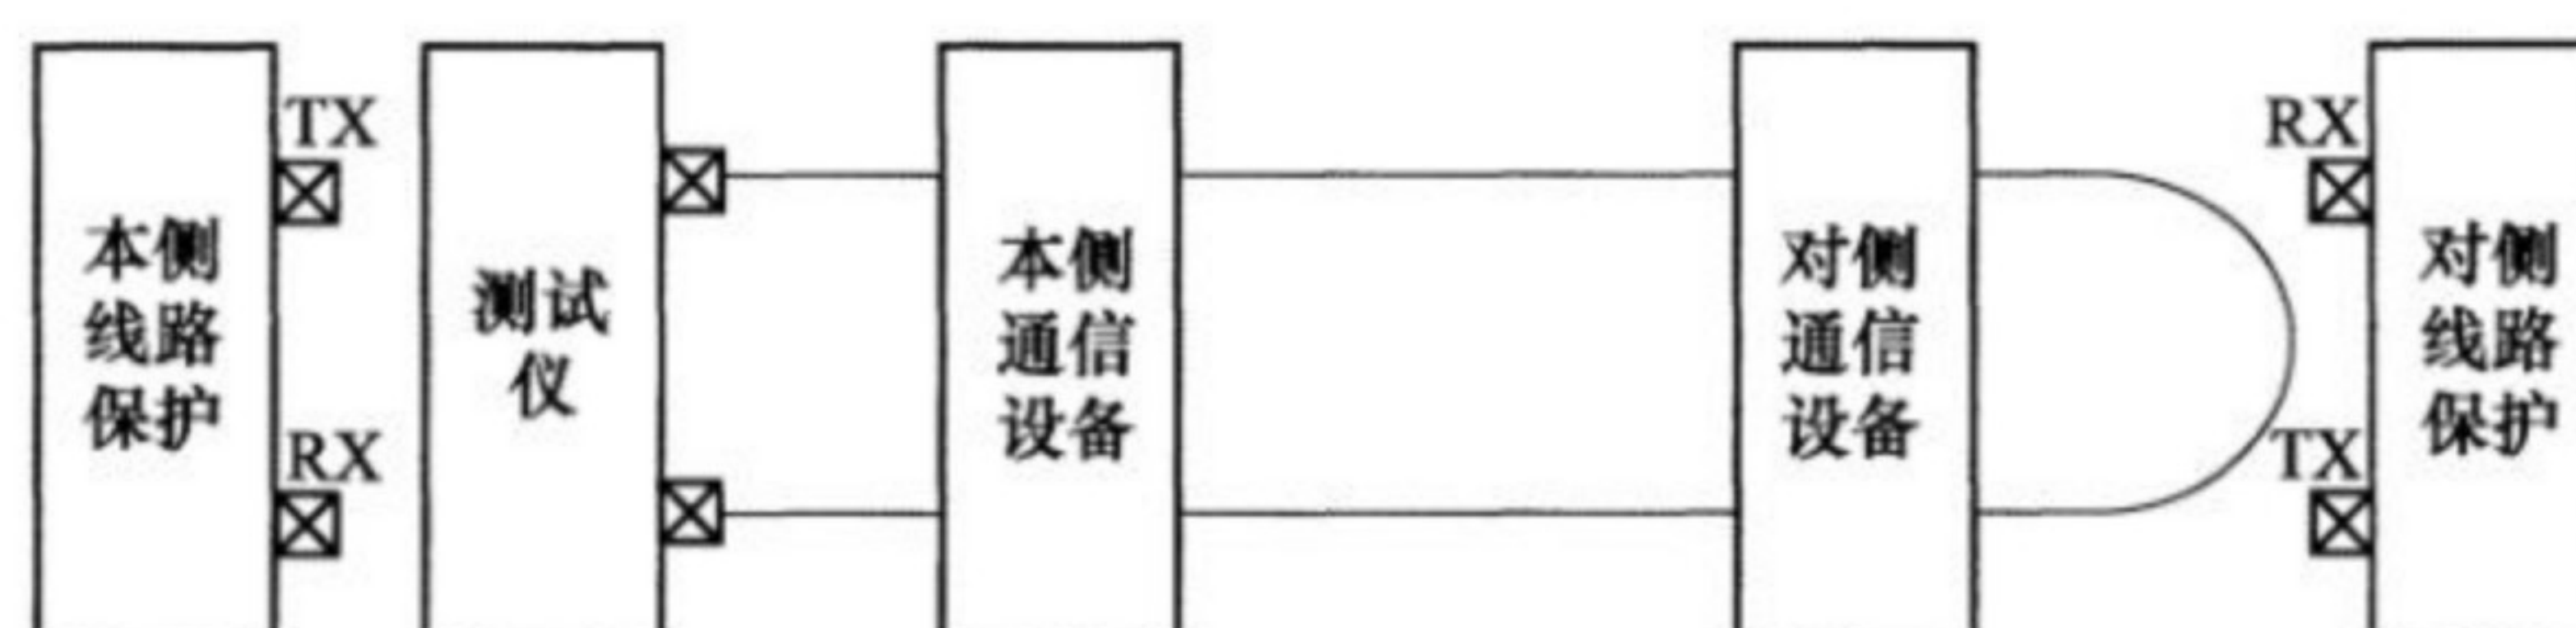 TX
RX
本侧
线路
保护
测试
仪
本侧
通信
设备
对侧
通信
设备
RX
TX
对侧
线路
保护